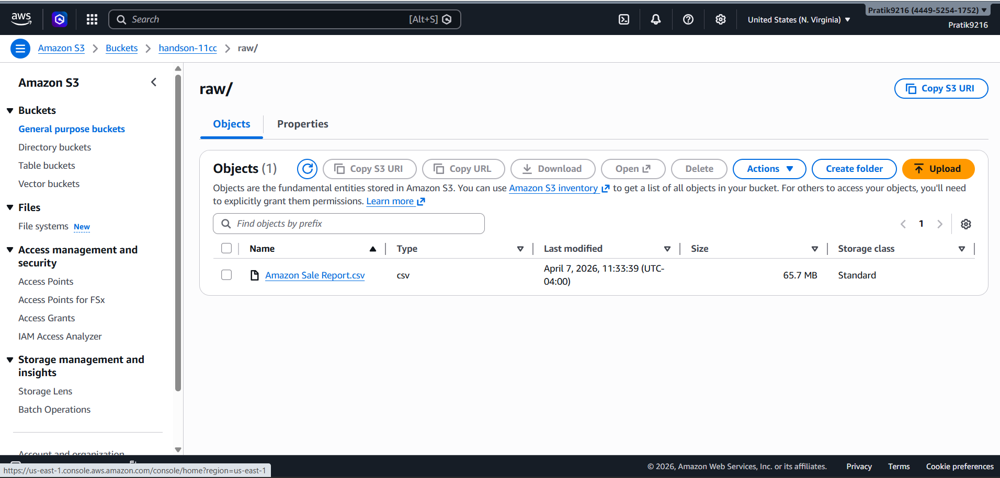 aws
Search
[Alt+S]
United States (N. Virginia)
Pratik9216 (4449-5254-1752)
Pratik9216
Amazon S3
Buckets
handson-11cc
raw/
Amazon S3
Buckets
General purpose buckets
Directory buckets
Table buckets
Vector buckets
Files
File systems New
Access management and
security
Access Points
Access Points for FSx
Access Grants
IAM Access Analyzer
Storage management and
insights
Storage Lens
Batch Operations
Account and organization
raw/
Copy S3 URI
Objects
Properties
Objects (1)
Copy S3 URI
Copy URL
Download
Open
Delete
Actions
Create folder
Upload
Objects are the fundamental entities stored in Amazon S3. You can use Amazon S3 inventory to get a list of all objects in your bucket. For others to access your objects, you'll need
to explicitly grant them permissions. Learn more
Find objects by prefix
1
Name
Type
Last modified
Size
Storage class
Amazon Sale Report.csv
csv
April 7, 2026, 11:33:39 (UTC-
04:00)
65.7 MB
Standard
https://us-east-1.console.aws.amazon.com/console/home?region=us-east-1
© 2026, Amazon Web Services, Inc. or its affiliates.
Privacy
Terms
Cookie preferences